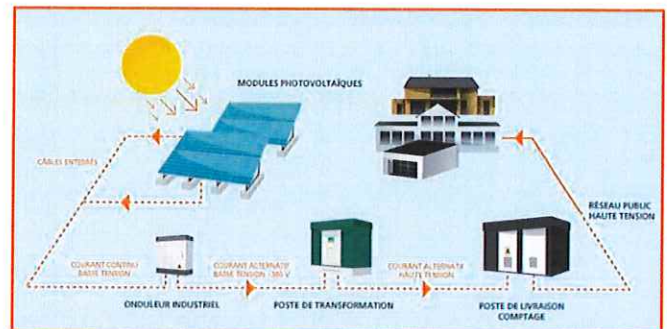 MODULES PHOTOVOLTAÏQUES
CÂBLES ENTERRÉS
RÉSEAU PUBLIC
HAUTE TENSION
COURANT CONTINU
BASSE TENSION
COURANT ALTERNATIF
BASSE TENSION
COURANT ALTERNATIF
HAUTE TENSION
ONDULEUR INDUSTRIEL
POSTE DE TRANSFORMATION
POSTE DE LIVRAISON
COMPTAGE